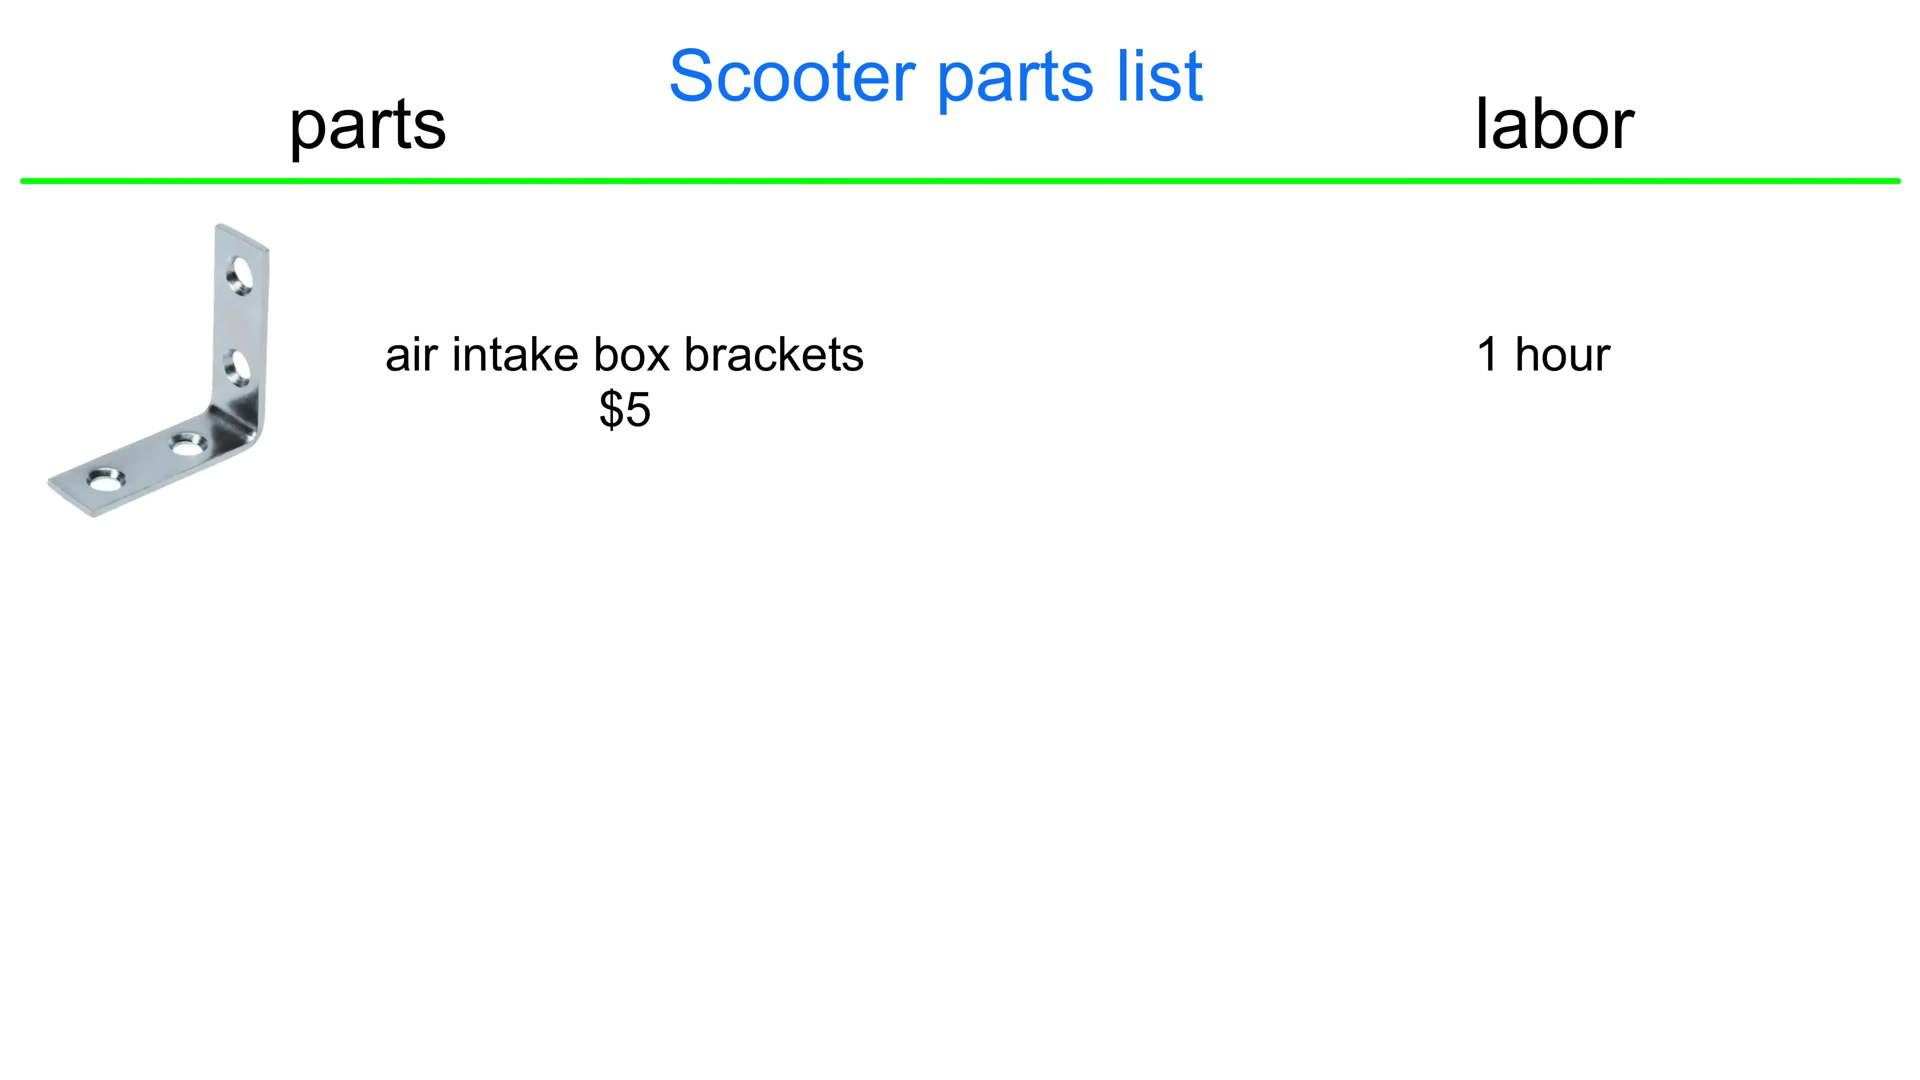 Scooter parts list
parts
labor
air intake box brackets
$5
1 hour